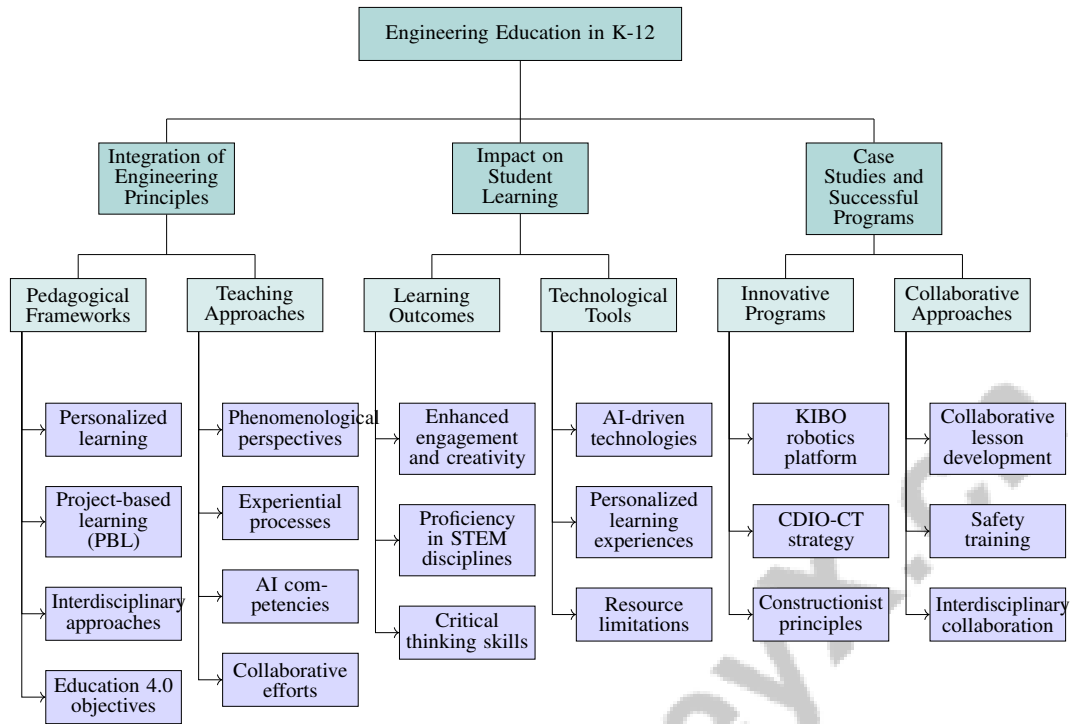 Engineering Education in K-12
Integration of
Engineering
Principles
Impact on
Student
Learning
Case
Studies and
Successful
Programs
Pedagogical
Frameworks
Teaching
Approaches
Learning
Outcomes
Technological
Tools
Innovative
Programs
Collaborative
Approaches
Personalized
learning
Project-based
learning
(PBL)
Interdisciplinary
approaches
Education 4.0
objectives
Phenomenological
perspectives
Experiential
processes
AI com-
petencies
Collaborative
efforts
Enhanced
engagement
and creativity
Proficiency
in STEM
disciplines
Critical
thinking skills
AI-driven
technologies
Personalized
learning
experiences
Resource
limitations
KIBO
robotics
platform
CDIO-CT
strategy
Constructionist
principles
Collaborative
lesson
development
Safety
training
Interdisciplinary
collaboration